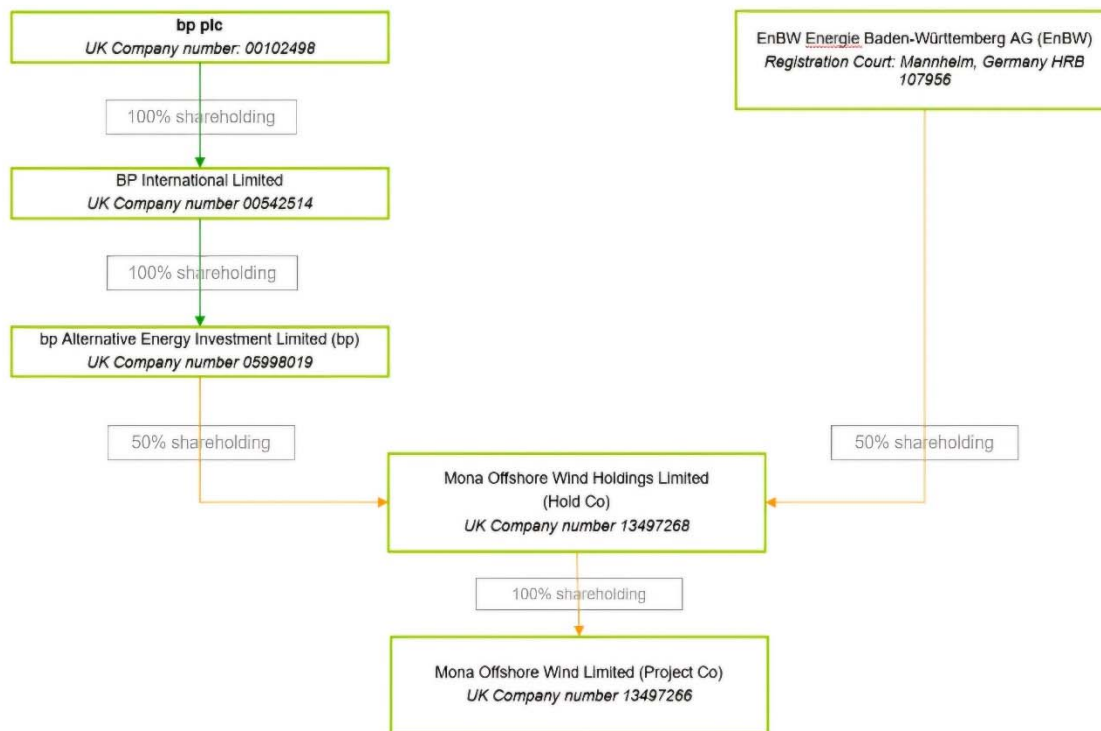 bp plc
UK Company number: 00102498
EnBW Energie Baden-Württemberg AG (EnBW)
Registration Court: Mannheim, Germany HRB
107956
100% shareholding
BP International Limited
UK Company number 00542514
100% shareholding
bp Alternative Energy Investment Limited (bp)
UK Company number 05998019
50% shareholding
50% shareholding
Mona Offshore Wind Holdings Limited
(Hold Co)
UK Company number 13497268
100% shareholding
Mona Offshore Wind Limited (Project Co)
UK Company number 13497266